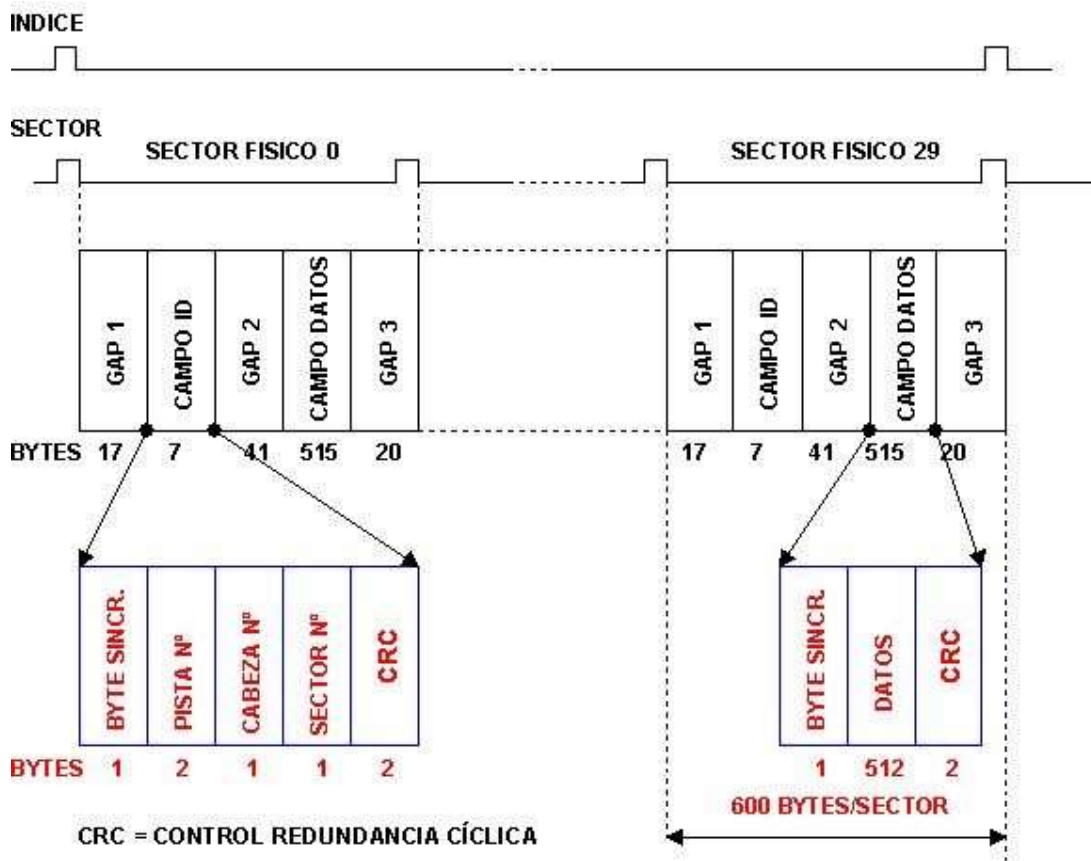 INDICE
SECTOR
SECTOR FISICO 0
SECTOR FISICO 29
GAP 1
CAMPO ID
GAP 2
CAMPO DATOS
GAP 3
GAP 1
CAMPO ID
GAP 2
CAMPO DATOS
GAP 3
BYTES 17 7 41 515 20
17 7 41 515 20
BYTE SINCR.
PISTA Nº
CABEZA Nº
SECTOR Nº
CRC
BYTE SINCR.
DATOS
CRC
BYTES 1 2 1 1 2
1 512 2
600 BYTES/SECTOR
CRC = CONTROL REDUNDANCIA CÍCLICA